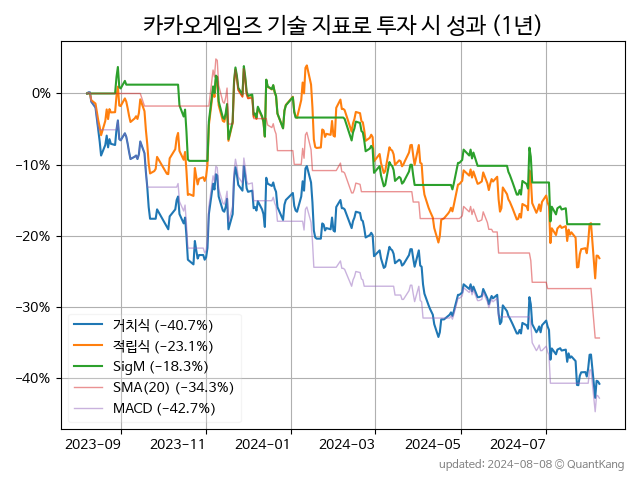 카카오게임즈 기술 지표로 투자 시 성과 (1년)
0%
−10%
−20%
−30%
−40%
거치식 (−40.7%)
적립식 (−23.1%)
SigM (−18.3%)
SMA(20) (−34.3%)
MACD (−42.7%)
2023-09 2023-11 2024-01 2024-03 2024-05 2024-07
updated: 2024-08-08 © QuantKang